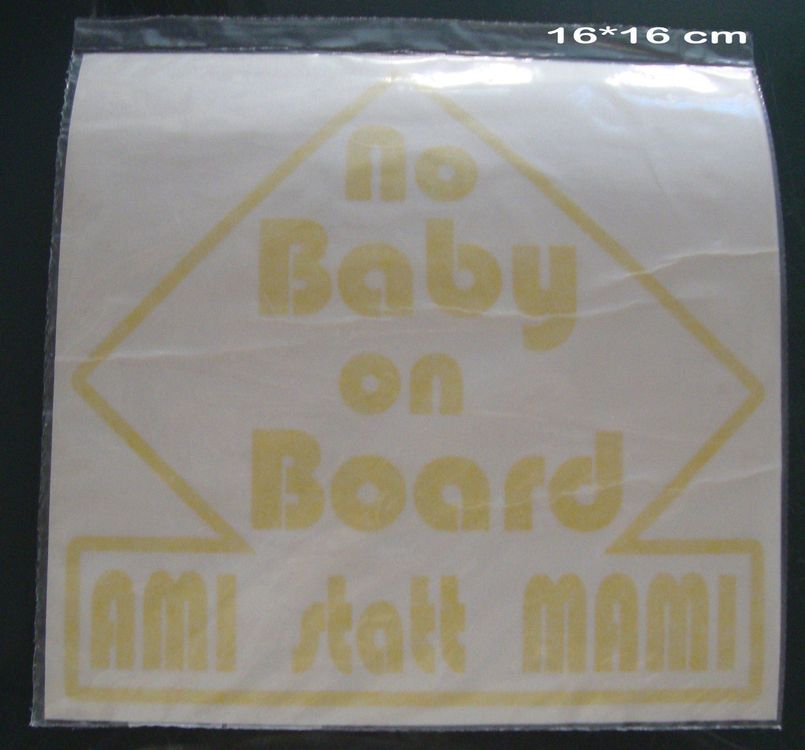 16*16 cm
No
Baby
on
Board
AMI statt MAMI